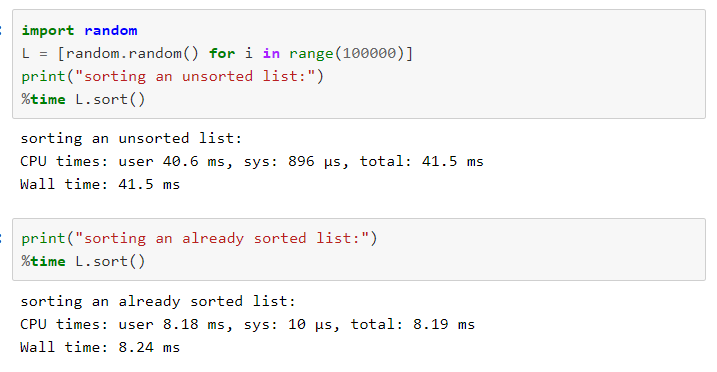 import random
L = [random.random() for i in range(100000)]
print("sorting an unsorted list:")
%time L.sort()
sorting an unsorted list:
CPU times: user 40.6 ms, sys: 896 µs, total: 41.5 ms
Wall time: 41.5 ms
print("sorting an already sorted list:")
%time L.sort()
sorting an already sorted list:
CPU times: user 8.18 ms, sys: 10 µs, total: 8.19 ms
Wall time: 8.24 ms